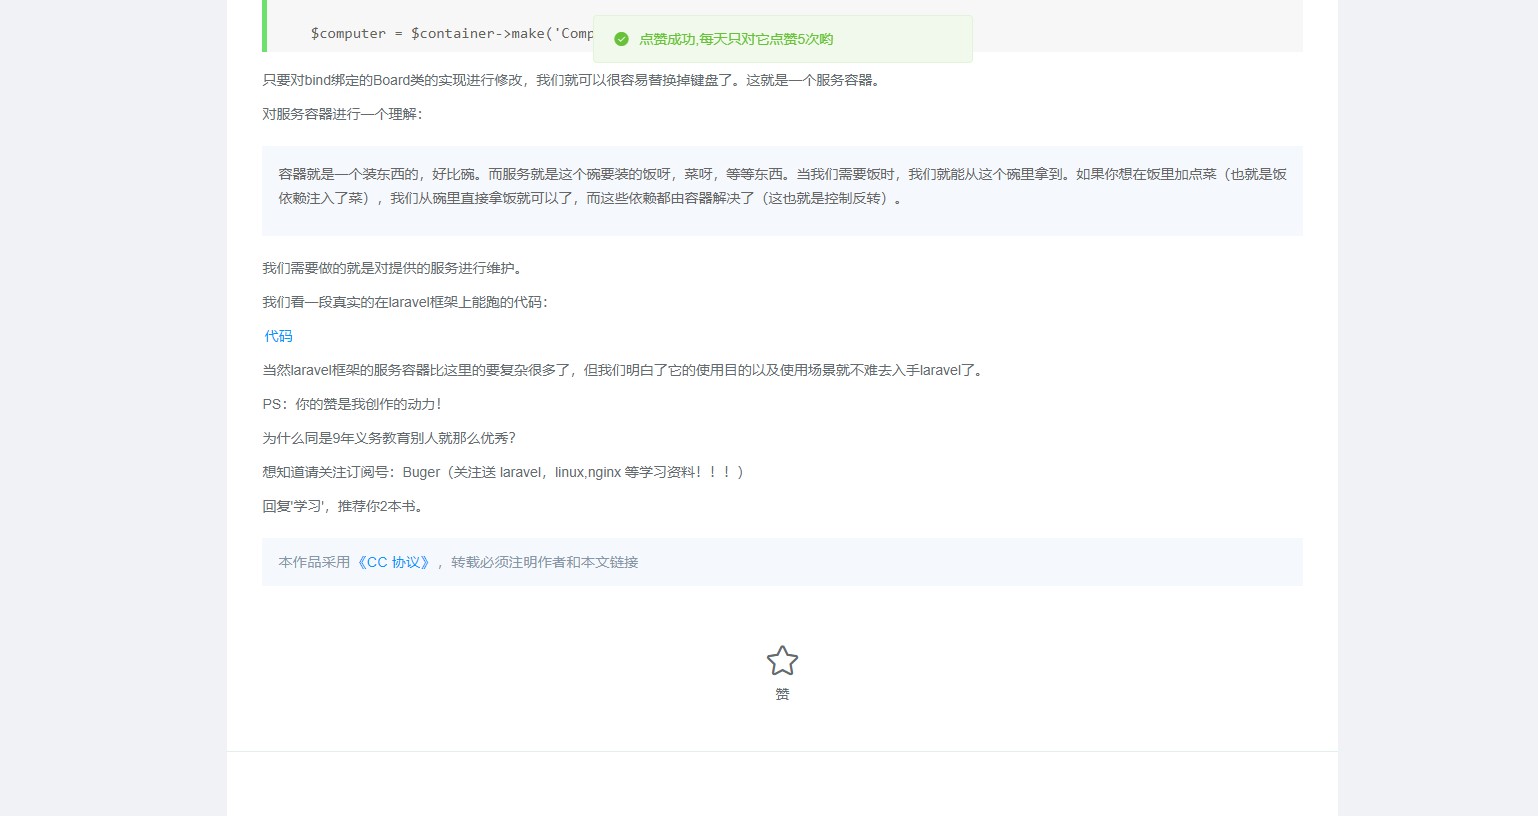 $computer = $container->make('Comp
点赞成功,每天只对它点赞5次哟
只要对bind绑定的Board类的实现进行修改，我们就可以很容易替换掉键盘了。这就是一个服务容器。
对服务容器进行一个理解：
容器就是一个装东西的，好比碗。而服务就是这个碗要装的饭呀，菜呀，等等东西。当我们需要饭时，我们就能从这个碗里拿到。如果你想在饭里加点菜（也就是饭
依赖注入了菜），我们从碗里直接拿饭就可以了，而这些依赖都由容器解决了（这也就是控制反转）。
我们需要做的就是对提供的服务进行维护。
我们看一段真实的在laravel框架上能跑的代码：
代码
当然laravel框架的服务容器比这里的要复杂很多了，但我们明白了它的使用目的以及使用场景就不难去入手laravel了。
PS：你的赞是我创作的动力！
为什么同是9年义务教育别人就那么优秀？
想知道请关注订阅号：Buger（关注送 laravel，linux,nginx 等学习资料！！！）
回复'学习'，推荐你2本书。
本作品采用《CC 协议》，转载必须注明作者和本文链接
赞